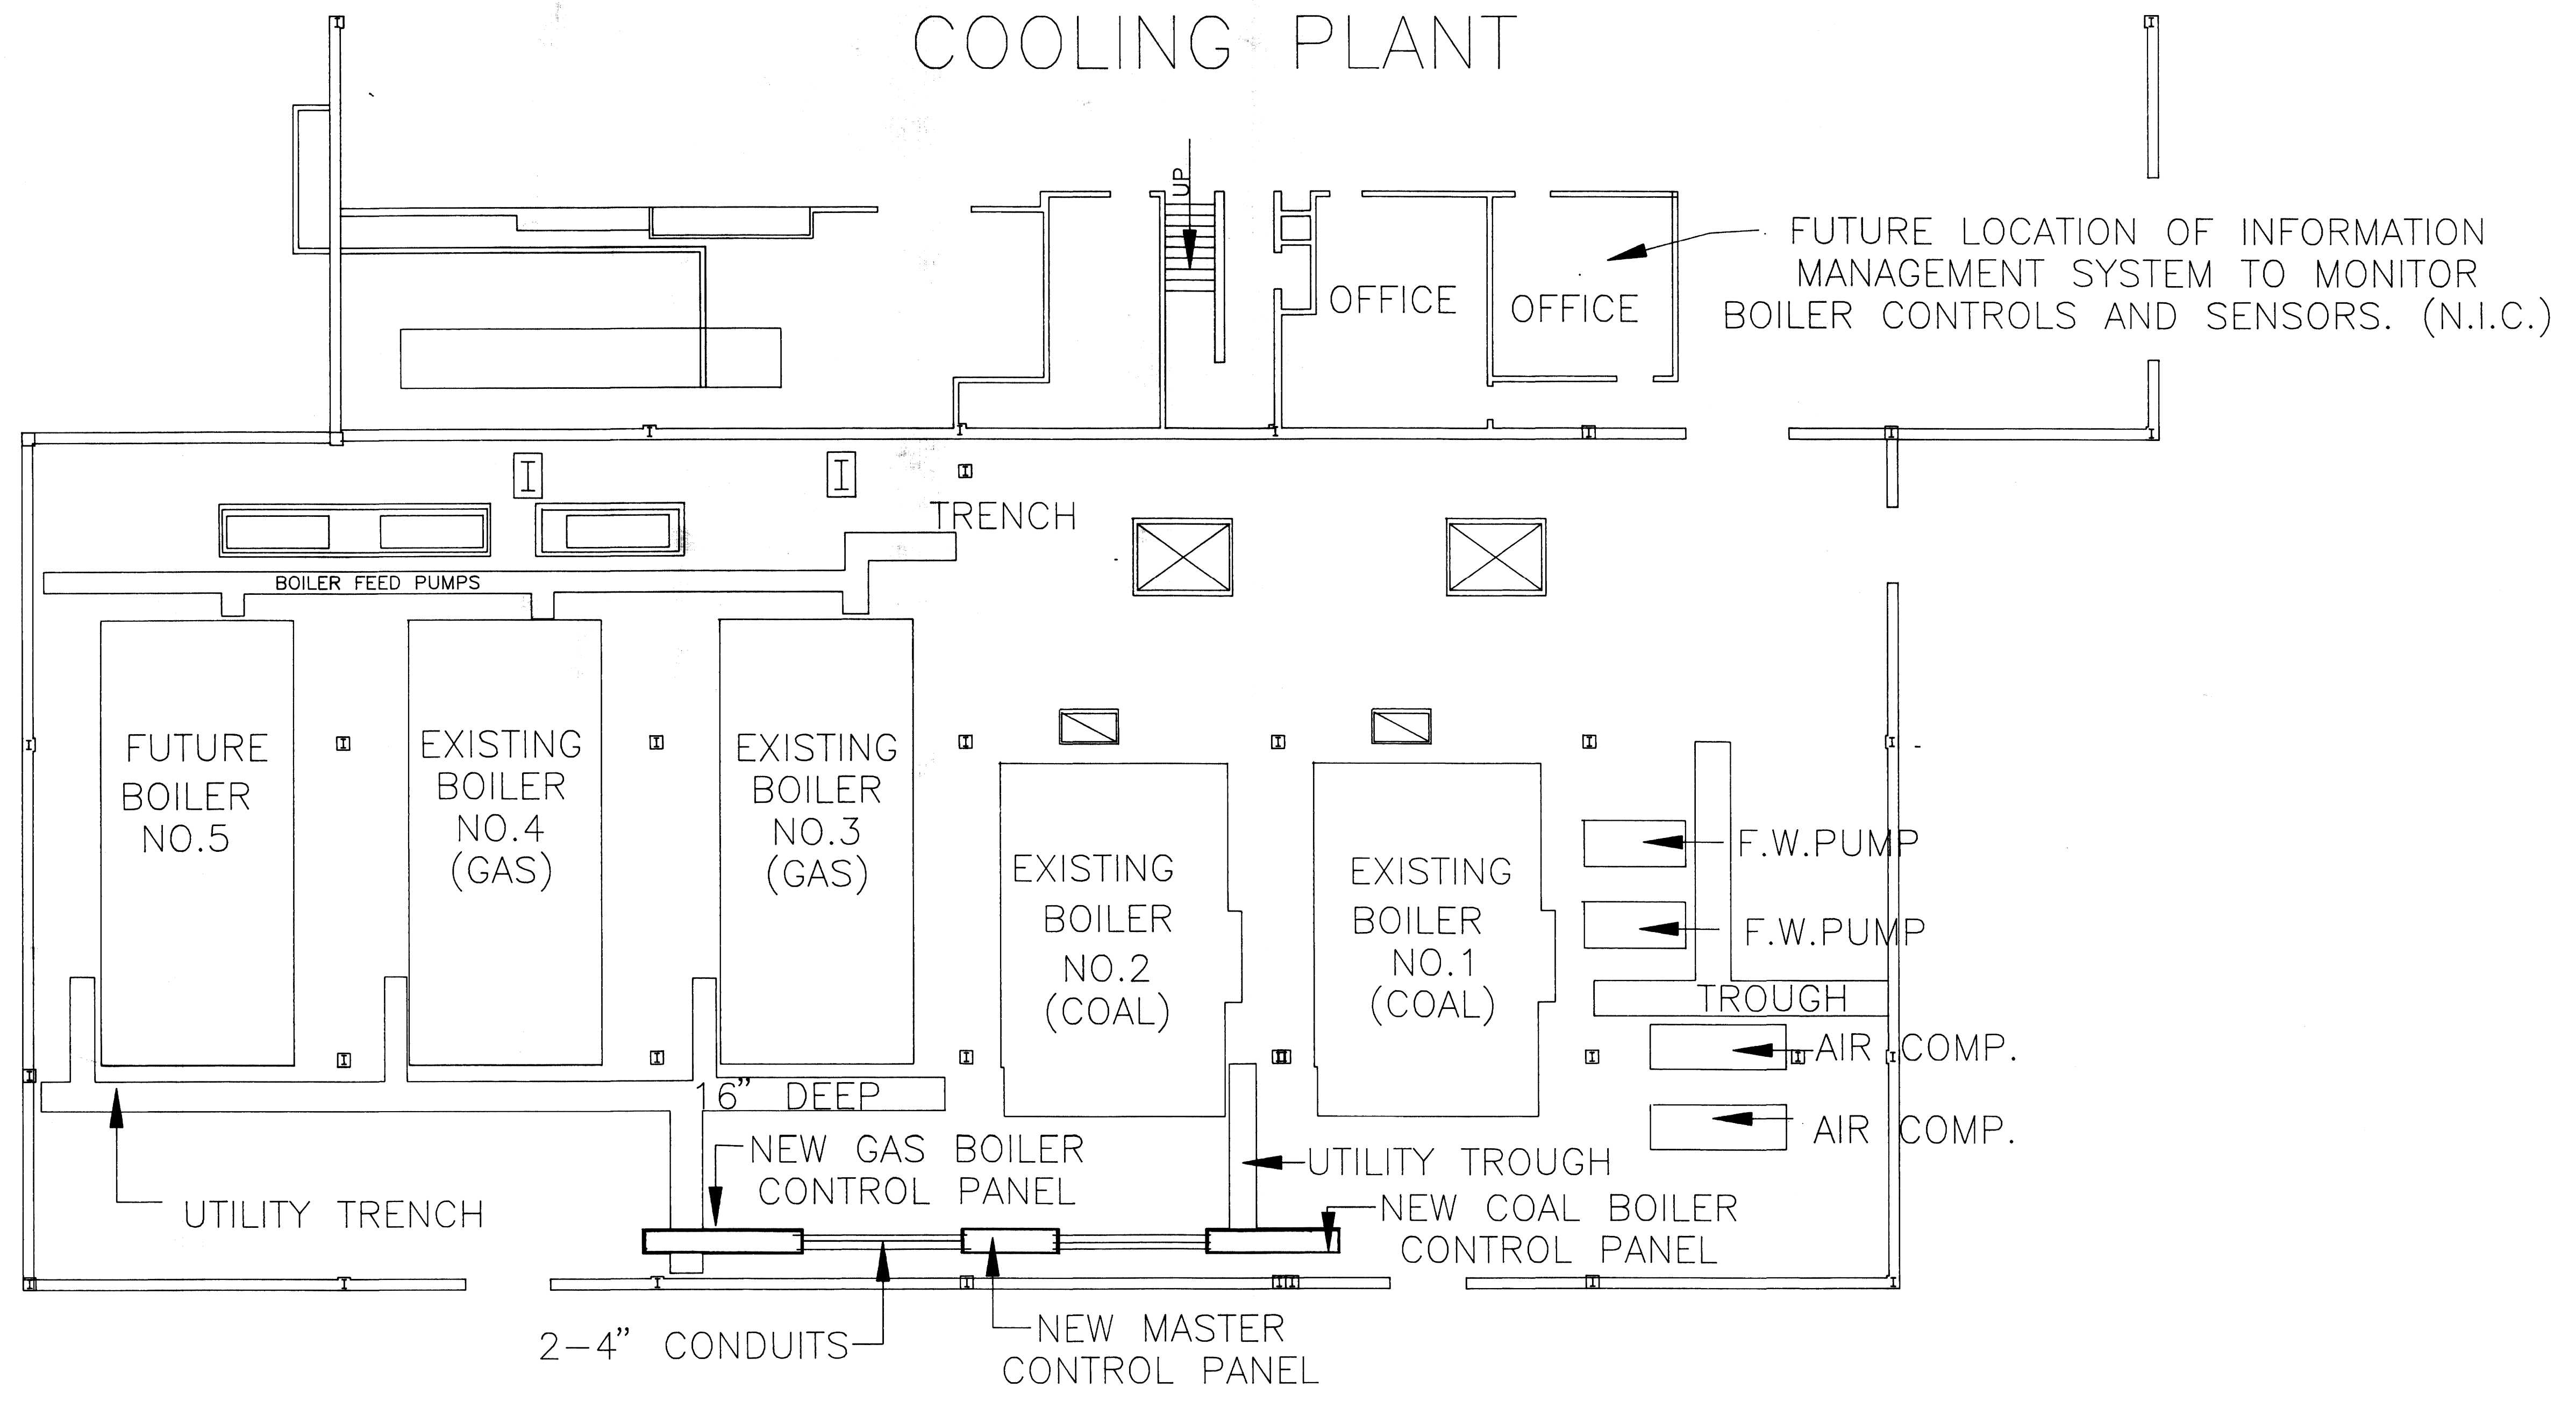 COOLING PLANT
UP
FUTURE LOCATION OF INFORMATION
MANAGEMENT SYSTEM TO MONITOR
BOILER CONTROLS AND SENSORS. (N.I.C.)
OFFICE
OFFICE
TRENCH
BOILER FEED PUMPS
FUTURE
BOILER
NO.5
EXISTING
BOILER
NO.4
(GAS)
EXISTING
BOILER
NO.3
(GAS)
EXISTING
BOILER
NO.2
(COAL)
EXISTING
BOILER
NO.1
(COAL)
F.W.PUMP
F.W.PUMP
TROUGH
AIR COMP.
AIR COMP.
16" DEEP
NEW GAS BOILER
CONTROL PANEL
UTILITY TROUGH
NEW COAL BOILER
CONTROL PANEL
UTILITY TRENCH
2-4" CONDUITS
NEW MASTER
CONTROL PANEL